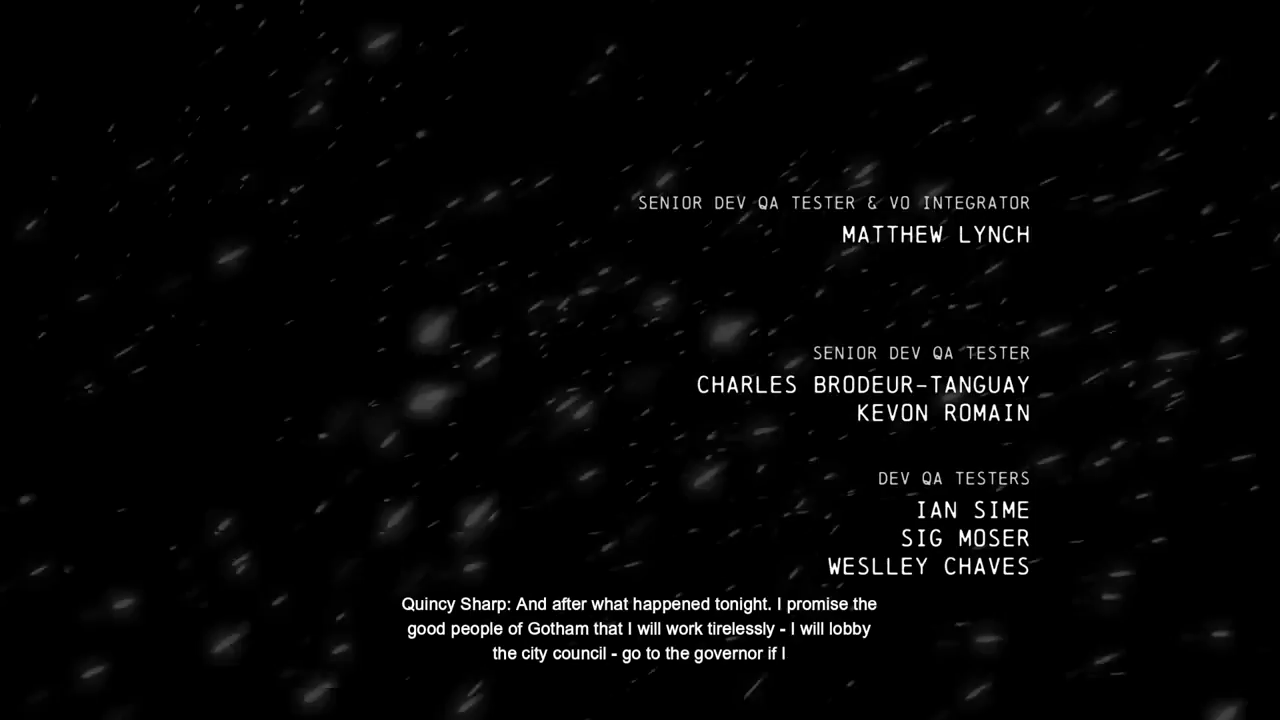 SENIOR DEV QA TESTER & VO INTEGRATOR
MATTHEW LYNCH
SENIOR DEV QA TESTER
CHARLES BRODEUR-TANGUAY
KEVON ROMAIN
DEV QA TESTERS
IAN SIME
SIG MOSER
WESLLEY CHAVES
Quincy Sharp: And after what happened tonight. I promise the
good people of Gotham that I will work tirelessly - I will lobby
the city council - go to the governor if I